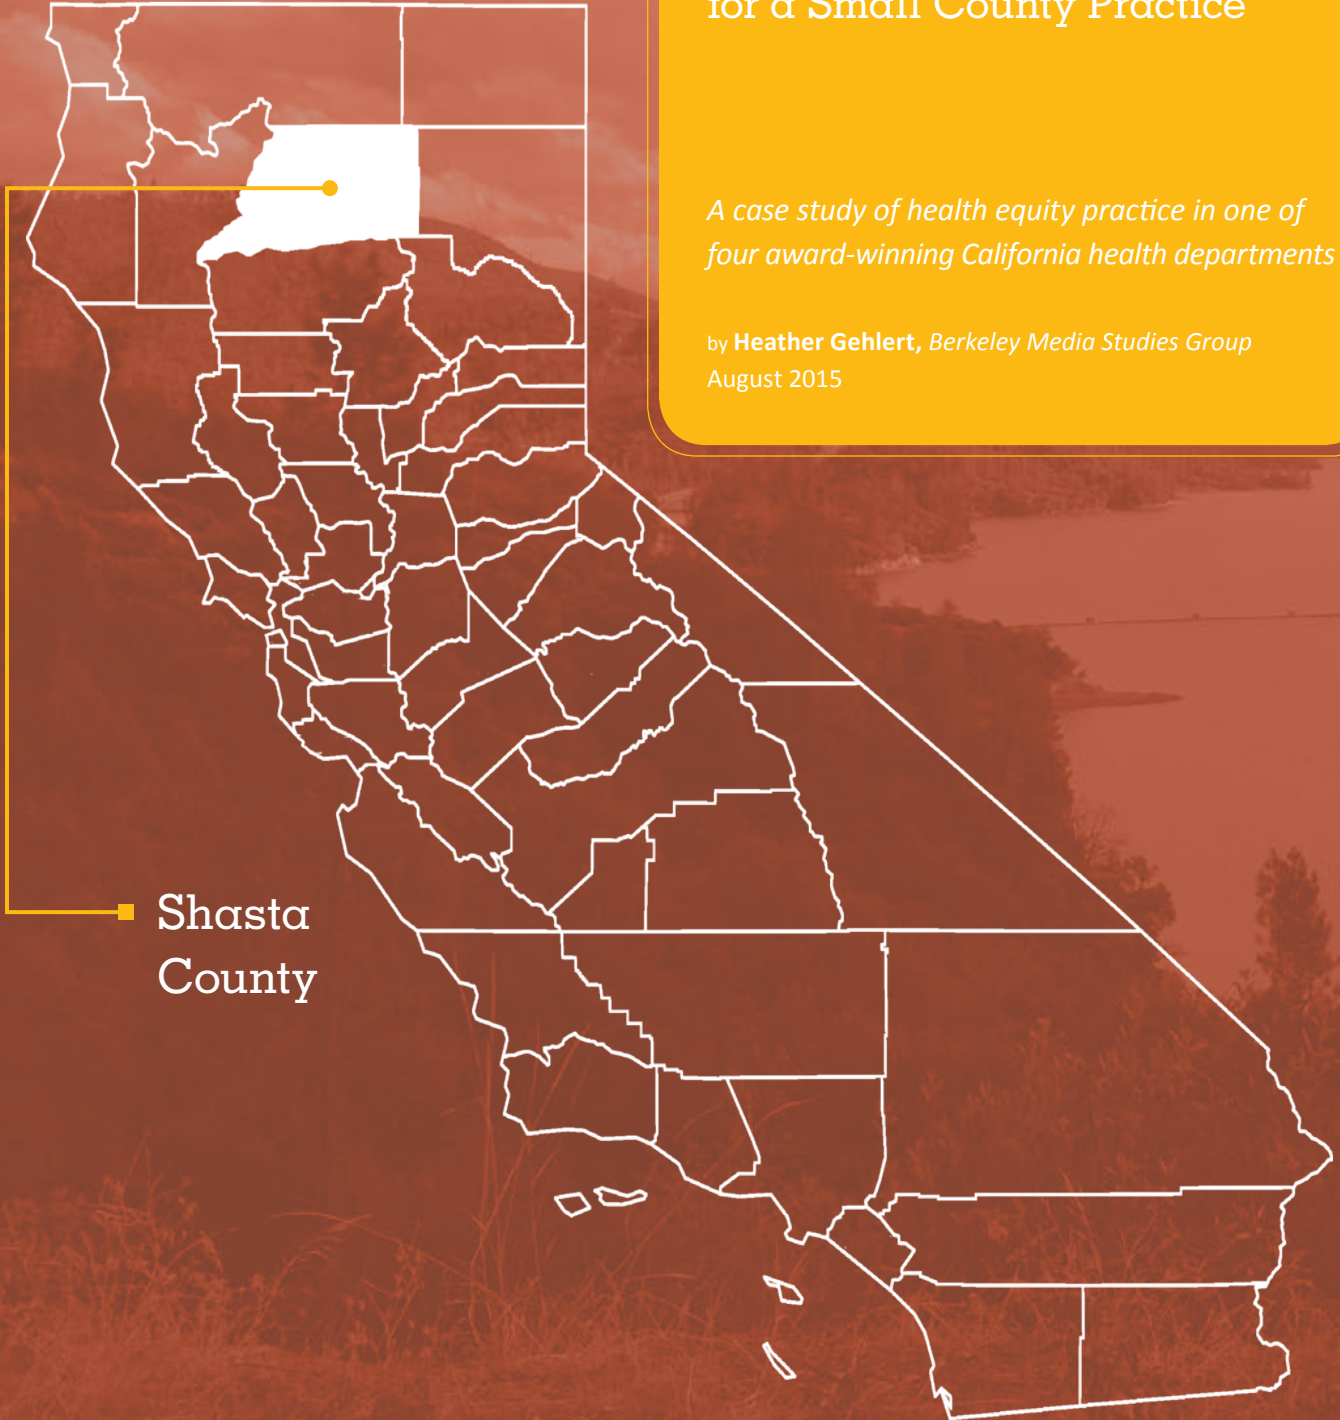 for a Small County Practice
A case study of health equity practice in one of
four award-winning California health departments
by Heather Gehlert, Berkeley Media Studies Group
August 2015
Shasta
County